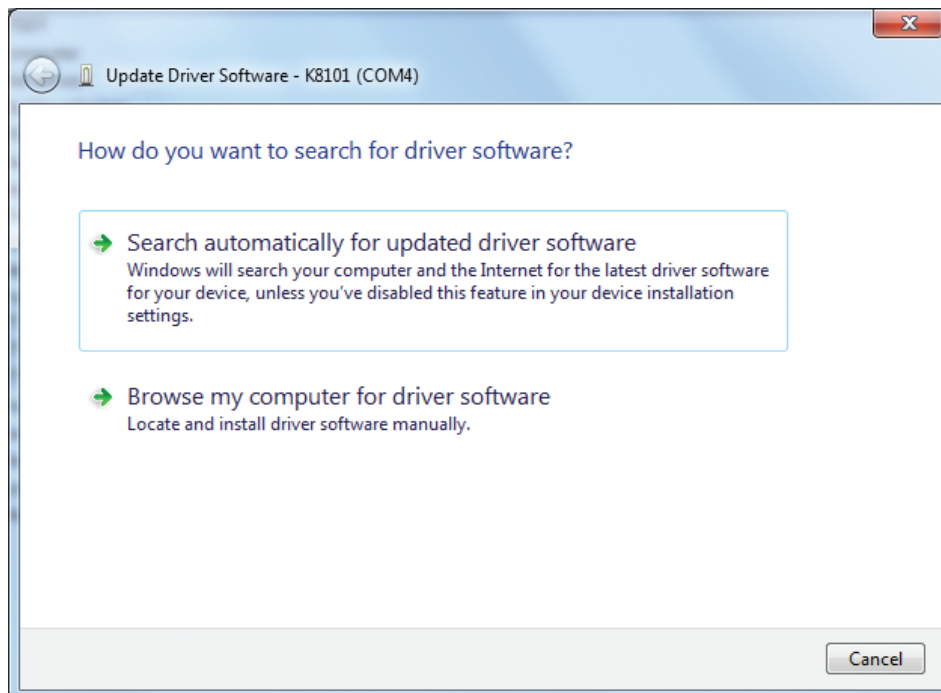 Update Driver Software - K8101 (COM4)
How do you want to search for driver software?
Search automatically for updated driver software
Windows will search your computer and the Internet for the latest driver software
for your device, unless you've disabled this feature in your device installation
settings.
Browse my computer for driver software
Locate and install driver software manually.
Cancel